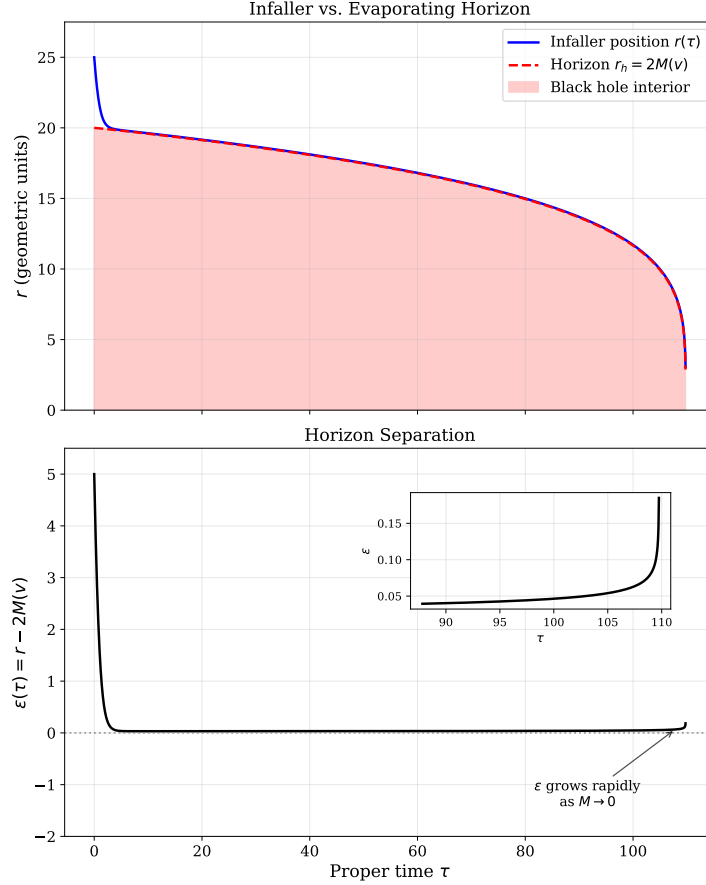 Infaller vs. Evaporating Horizon
Infaller position r(τ)
Horizon r_h = 2M(v)
Black hole interior
r (geometric units)
25
20
15
10
5
0
Horizon Separation
ε(τ) = r − 2M(v)
5
4
3
2
1
0
−1
−2
ε
0.15
0.10
0.05
90
95
100
105
110
τ
ε grows rapidly
as M → 0
0
20
40
60
80
100
Proper time τ